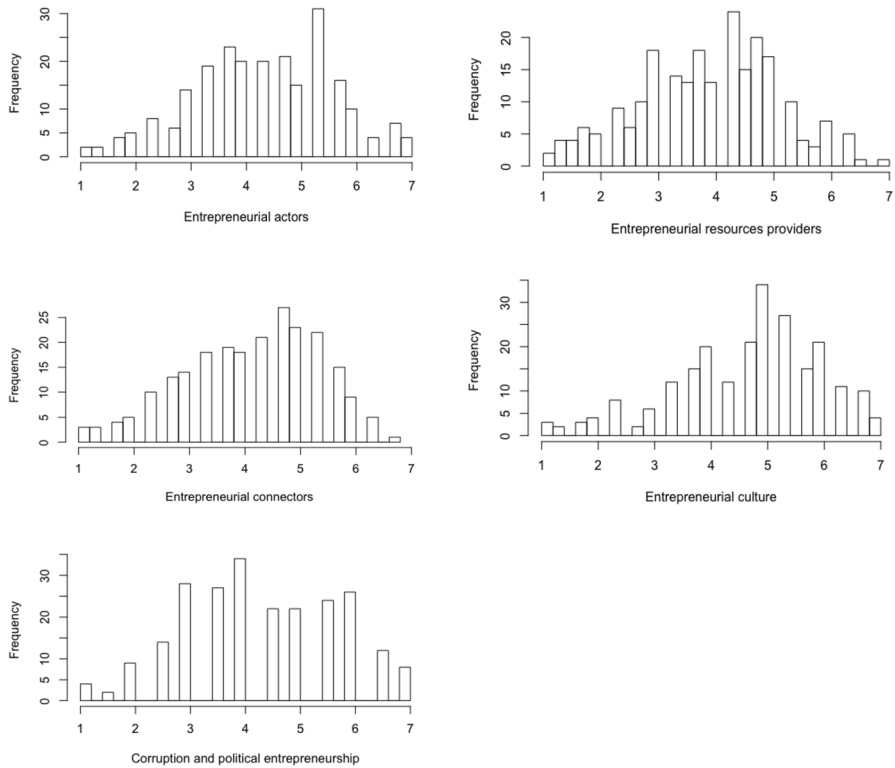 Frequency
0 5 10 20 30
1 2 3 4 5 6 7
Entrepreneurial actors
Frequency
0 5 10 15 20
1 2 3 4 5 6 7
Entrepreneurial resources providers
Frequency
0 5 10 15 20 25
1 2 3 4 5 6 7
Entrepreneurial connectors
Frequency
0 5 10 20 30
1 2 3 4 5 6 7
Entrepreneurial culture
Frequency
0 5 10 20 30
1 2 3 4 5 6 7
Corruption and political entrepreneurship